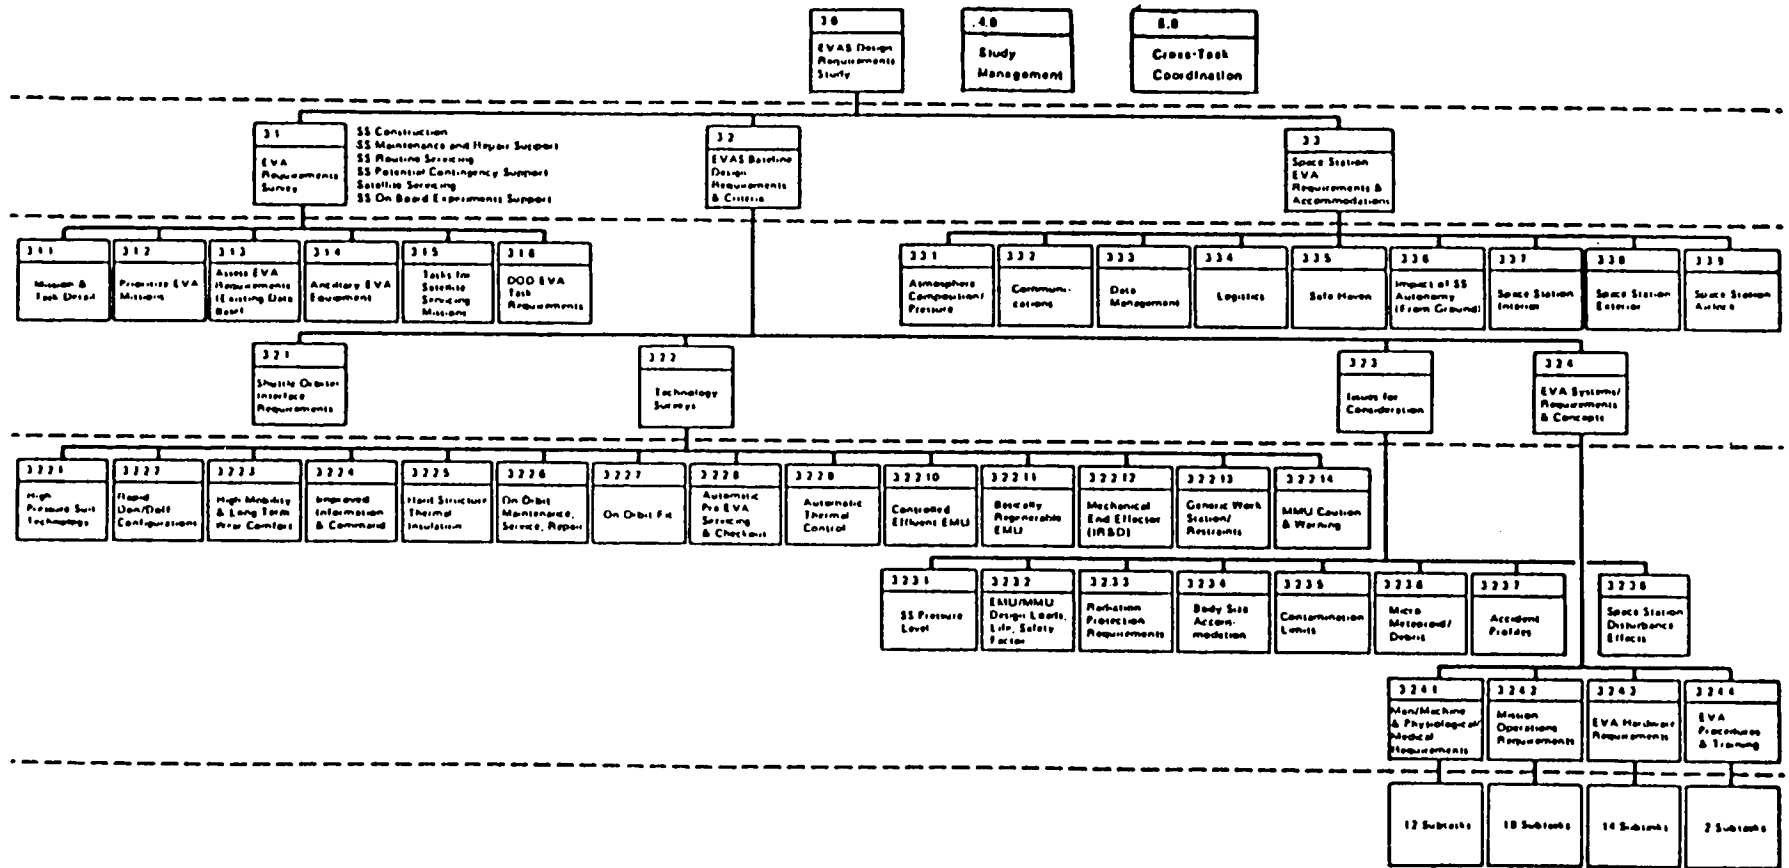 3.0
EVAS Design
Requirements
Study
.4.0
Study
Management
Cross-Task
Coordination
3.1
EVA
Requirements
Survey
SS Construction
SS Maintenance and Repair Support
SS Routine Servicing
SS Potential Contingency Support
Satellite Servicing
SS On Board Experiments Support
3.2
EVAS Baseline
Design
Requirements
& Criteria
3.3
Space Station
EVA
Requirements &
Accommodations
3.1.1
Mission &
Task Detail
3.1.2
Prioritize EVA
Missions
3.1.3
Assess EVA
Requirements
(Existing Data
Base)
3.1.4
Ancillary EVA
Equipment
3.1.5
Tasks for
Satellite
Servicing
Missions
3.1.6
DOD EVA
Task
Requirements
3.3.1
Atmosphere
Composition/
Pressure
3.3.2
Communi-
cations
3.3.3
Data
Management
3.3.4
Logistics
3.3.5
Safe Haven
3.3.6
Impact of SS
Autonomy
(From Ground)
3.3.7
Space Station
Interior
3.3.8
Space Station
Exterior
3.3.9
Space Station
Airlock
3.2.1
Shuttle Orbiter
Interface
Requirements
3.2.2
Technology
Surveys
3.2.3
Issues for
Consideration
3.2.4
EVA Systems/
Requirements
& Concepts
3.2.2.1
High
Pressure Suit
Technology
3.2.2.2
Rapid
Don/Doff
Configurations
3.2.2.3
High Mobility
& Long Term
Wear Comfort
3.2.2.4
Improved
Information
& Command
3.2.2.5
Hard Structure
Thermal
Insulation
3.2.2.6
On Orbit
Maintenance,
Service, Repair
3.2.2.7
On Orbit Fit
3.2.2.8
Automatic
Pre EVA
Servicing
& Checkout
3.2.2.9
Automatic
Thermal
Control
3.2.2.10
Controlled
Effluent EMU
3.2.2.11
Basically
Regenerable
EMU
3.2.2.12
Mechanical
End Effector
(IR&D)
3.2.2.13
Generic Work
Station/
Restraints
3.2.2.14
MMU Caution
& Warning
3.2.3.1
SS Pressure
Level
3.2.3.2
EMU/MMU
Design Loads,
Life, Safety
Factor
3.2.3.3
Radiation
Protection
Requirements
3.2.3.4
Body Size
Accom-
modation
3.2.3.5
Contamination
Limits
3.2.3.6
Micro
Meteoroid/
Debris
3.2.3.7
Accident
Profiles
3.2.3.8
Space Station
Disturbance
Effects
3.2.4.1
Man/Machine
& Physiological/
Medical
Requirements
3.2.4.2
Mission
Operations
Requirements
3.2.4.3
EVA Hardware
Requirements
3.2.4.4
EVA
Procedures
& Training
12 Subtasks
18 Subtasks
14 Subtasks
2 Subtasks